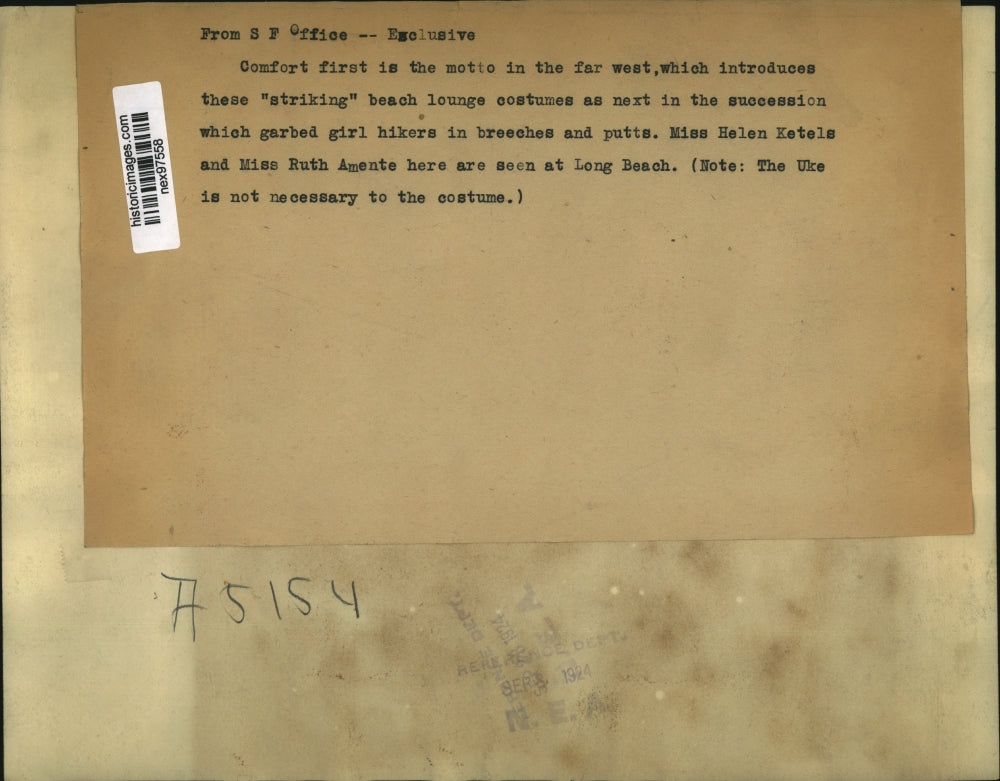 From S F Office -- Exclusive
Comfort first is the motto in the far west,which introduces
these "striking" beach lounge costumes as next in the succession
which garbed girl hikers in breeches and putts. Miss Helen Ketels
and Miss Ruth Amente here are seen at Long Beach. (Note: The Uke
is not necessary to the costume.)
historicimages.com
nex97558
A5154
REFERENCE DEPT.
SEP 1924
N.E.A.